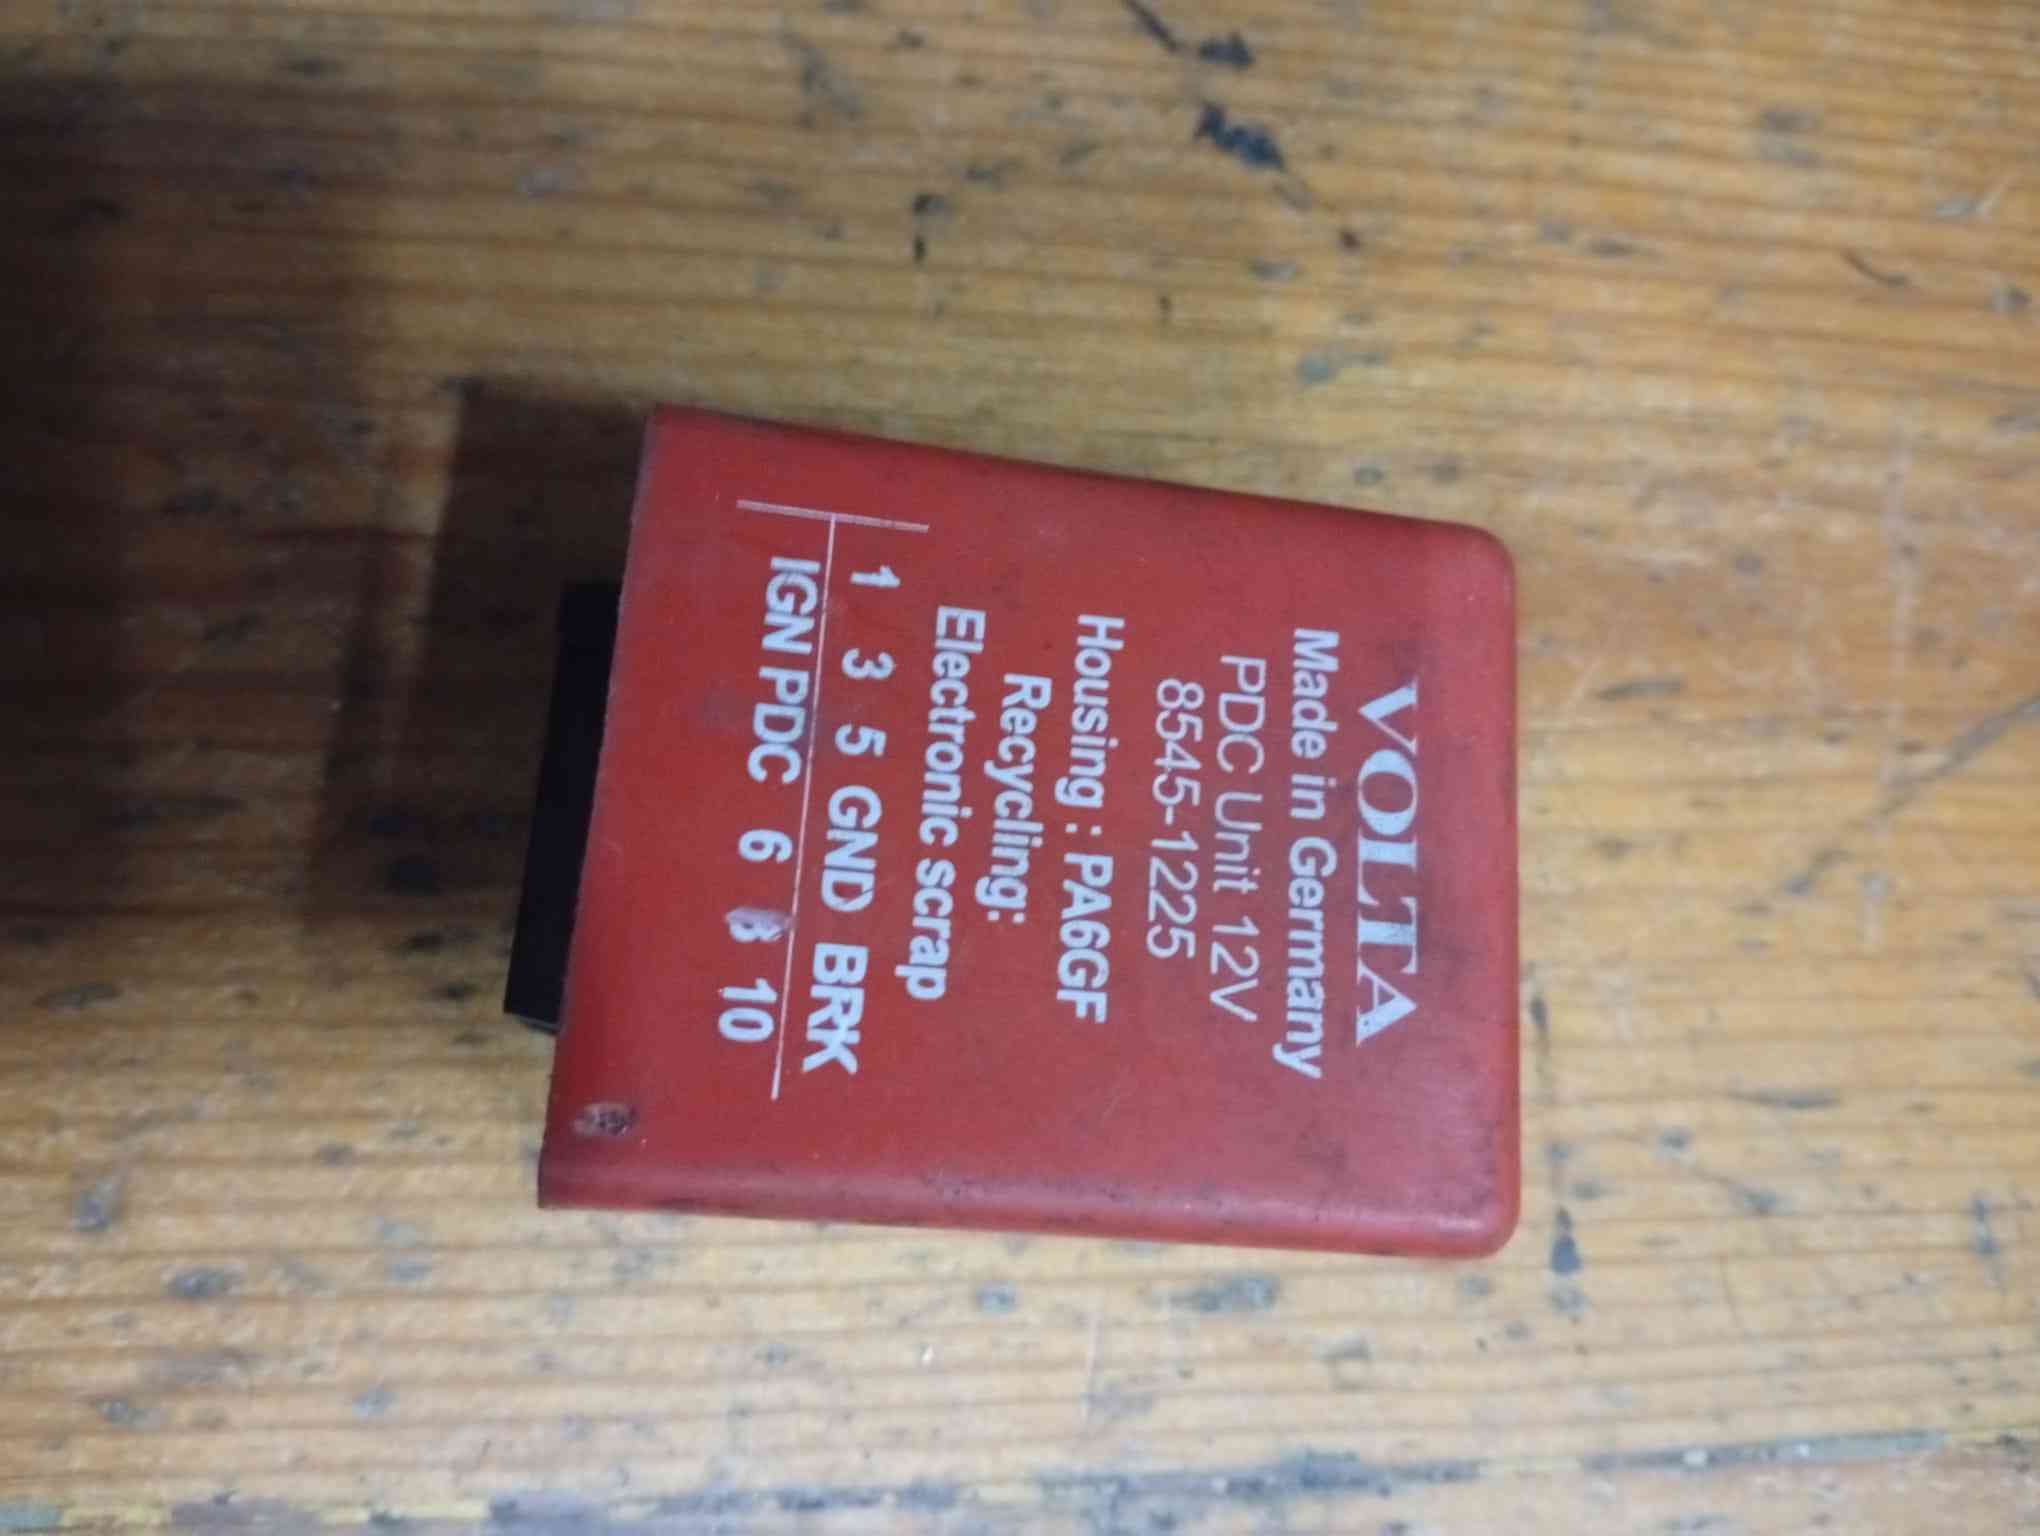 VOLTA
Made in Germany
PDC Unit 12V
8545-1225
Housing : PA6GF
Recycling:
Electronic scrap
1 3 5 GND BRK
IGN PDC 6 8 10